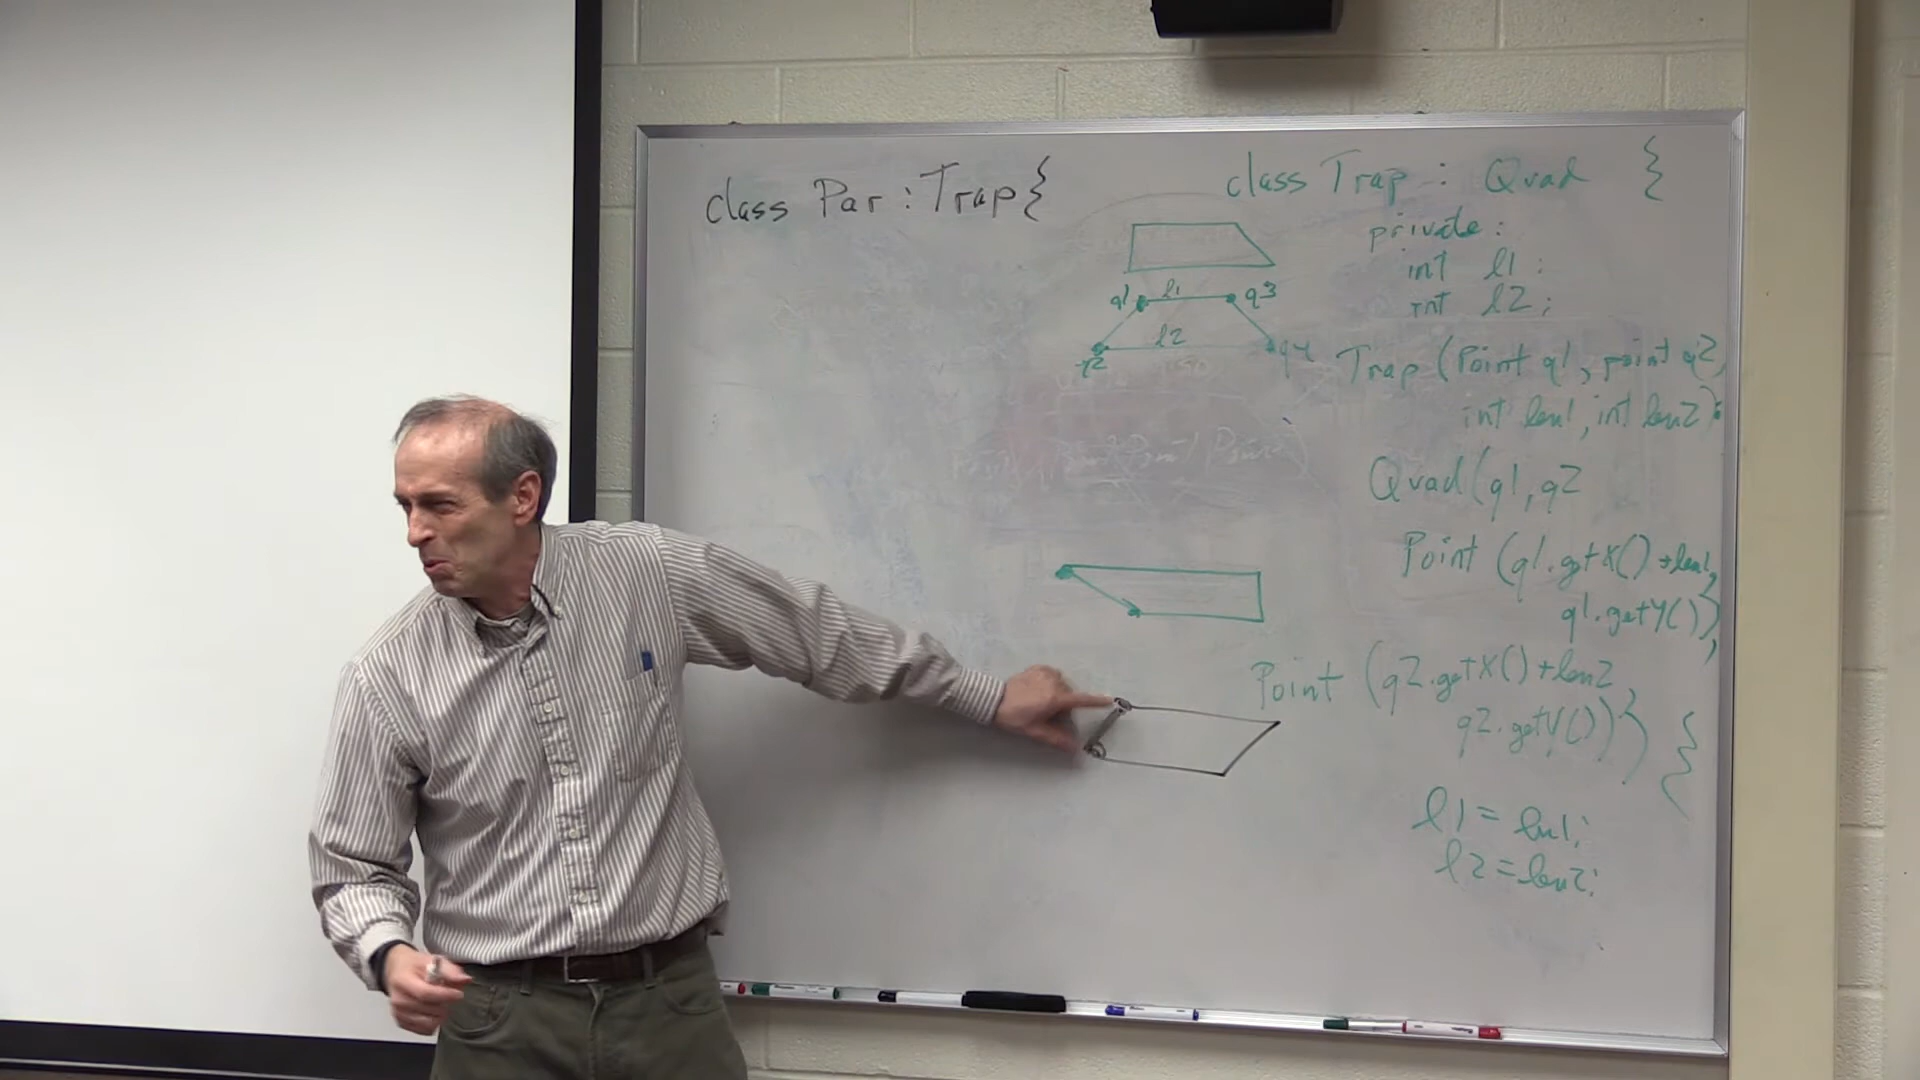 class Par : Trap {
class Trap : Quad {
private :
int l1 ;
int l2 ;
q1 l1 q3
l2
q2 q4
Trap (Point q1, point q2,
int len1, int len2) :
Quad (q1, q2
Point (q1.getX() + len1,
q1.getY()),
Point (q2.getX() + len2
q2.getY()) ) {
l1 = len1;
l2 = len2;